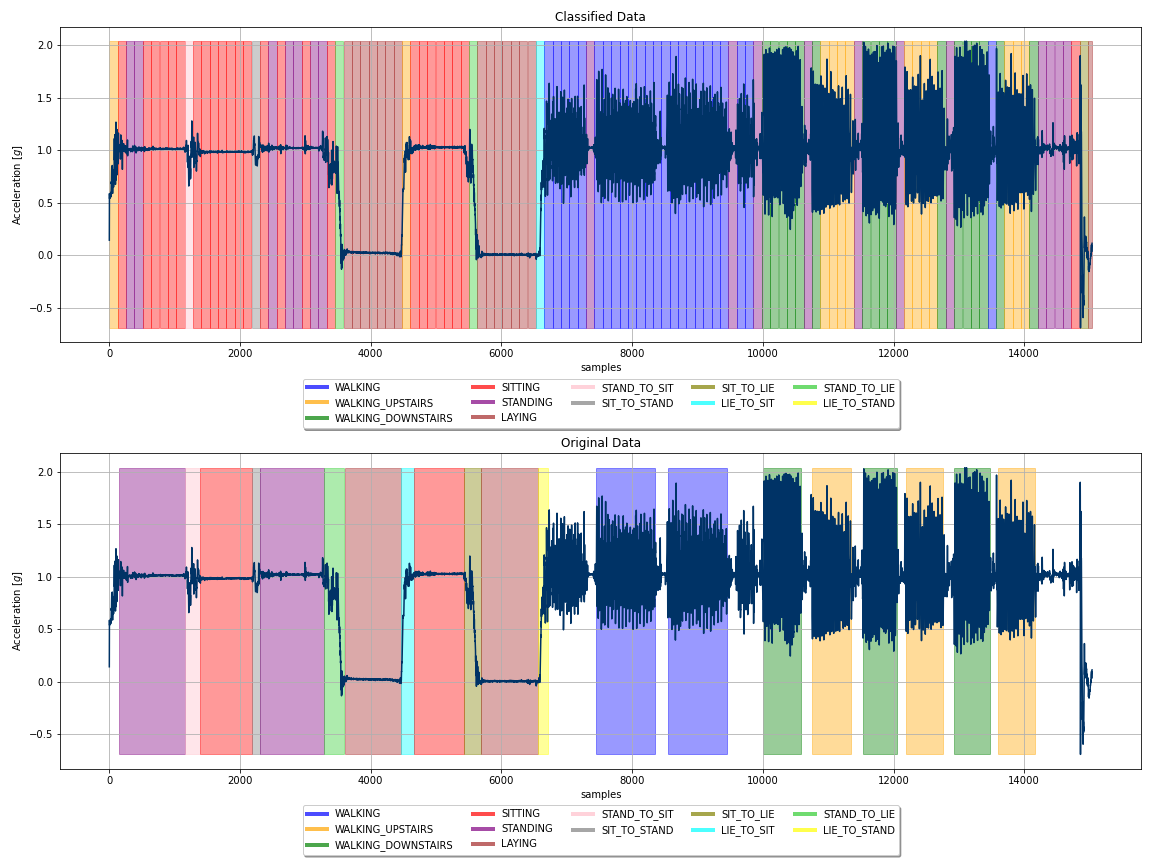 Classified Data
2.0
1.5
1.0
0.5
0.0
−0.5
Acceleration [g]
0 2000 4000 6000 8000 10000 12000 14000
samples
WALKING SITTING STAND_TO_SIT SIT_TO_LIE STAND_TO_LIE
WALKING_UPSTAIRS STANDING SIT_TO_STAND LIE_TO_SIT LIE_TO_STAND
WALKING_DOWNSTAIRS LAYING
Original Data
2.0
1.5
1.0
0.5
0.0
−0.5
Acceleration [g]
0 2000 4000 6000 8000 10000 12000 14000
samples
WALKING SITTING STAND_TO_SIT SIT_TO_LIE STAND_TO_LIE
WALKING_UPSTAIRS STANDING SIT_TO_STAND LIE_TO_SIT LIE_TO_STAND
WALKING_DOWNSTAIRS LAYING